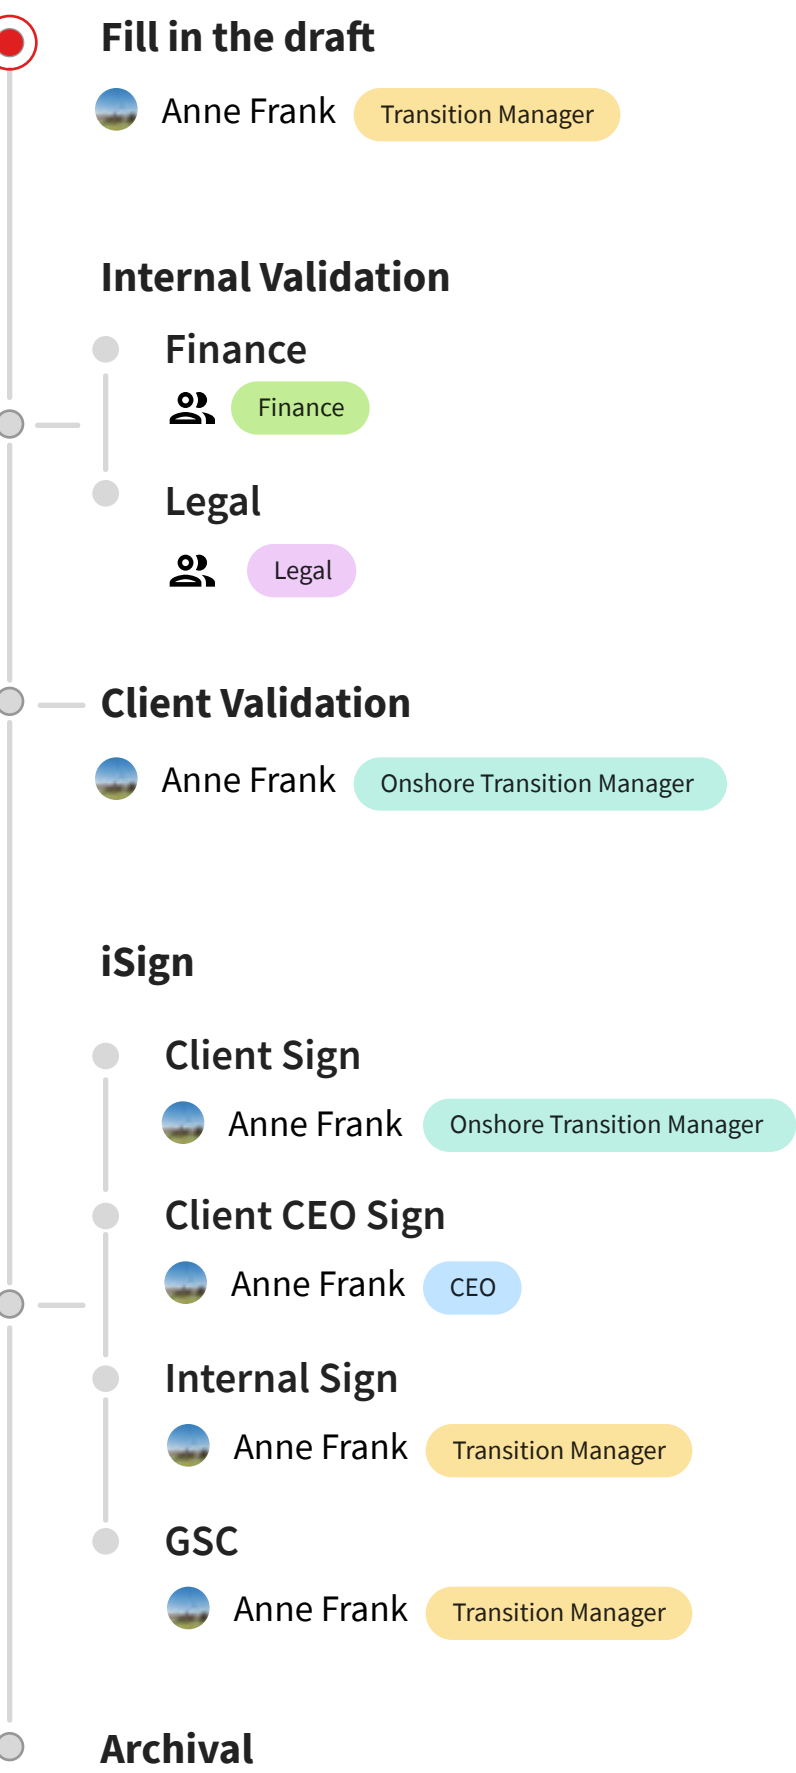 Fill in the draft
Anne Frank Transition Manager
Internal Validation
Finance
Finance
Legal
Legal
Client Validation
Anne Frank Onshore Transition Manager
iSign
Client Sign
Anne Frank Onshore Transition Manager
Client CEO Sign
Anne Frank CEO
Internal Sign
Anne Frank Transition Manager
GSC
Anne Frank Transition Manager
Archival